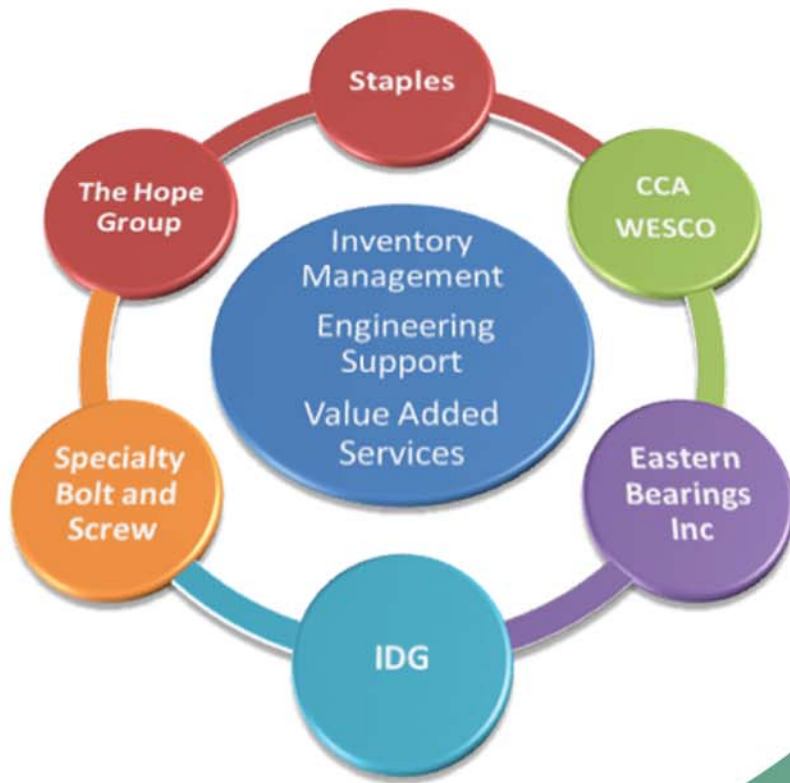 Staples
The Hope
Group
CCA
WESCO
Inventory
Management
Engineering
Support
Value Added
Services
Specialty
Bolt and
Screw
Eastern
Bearings
Inc
IDG